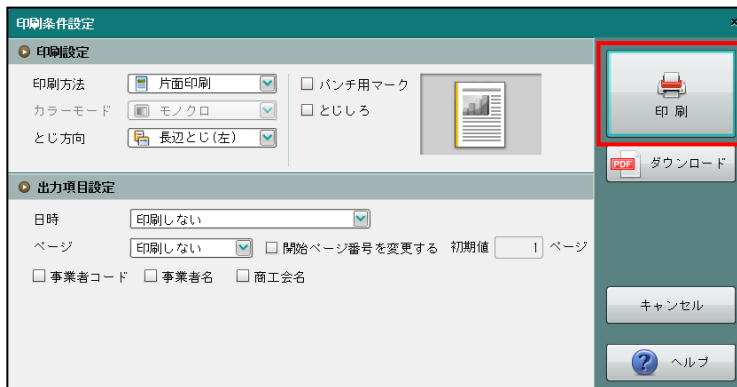 印刷条件設定
印刷設定
印刷方法 片面印刷 パンチ用マーク
カラーモード モノクロ とじしろ
とじ方向 長辺とじ(左)
印 刷
PDF ダウンロード
出力項目設定
日時 印刷しない
ページ 印刷しない 開始ページ番号を変更する 初期値 1 ページ
事業者コード 事業者名 商工会名
キャンセル
? ヘルプ